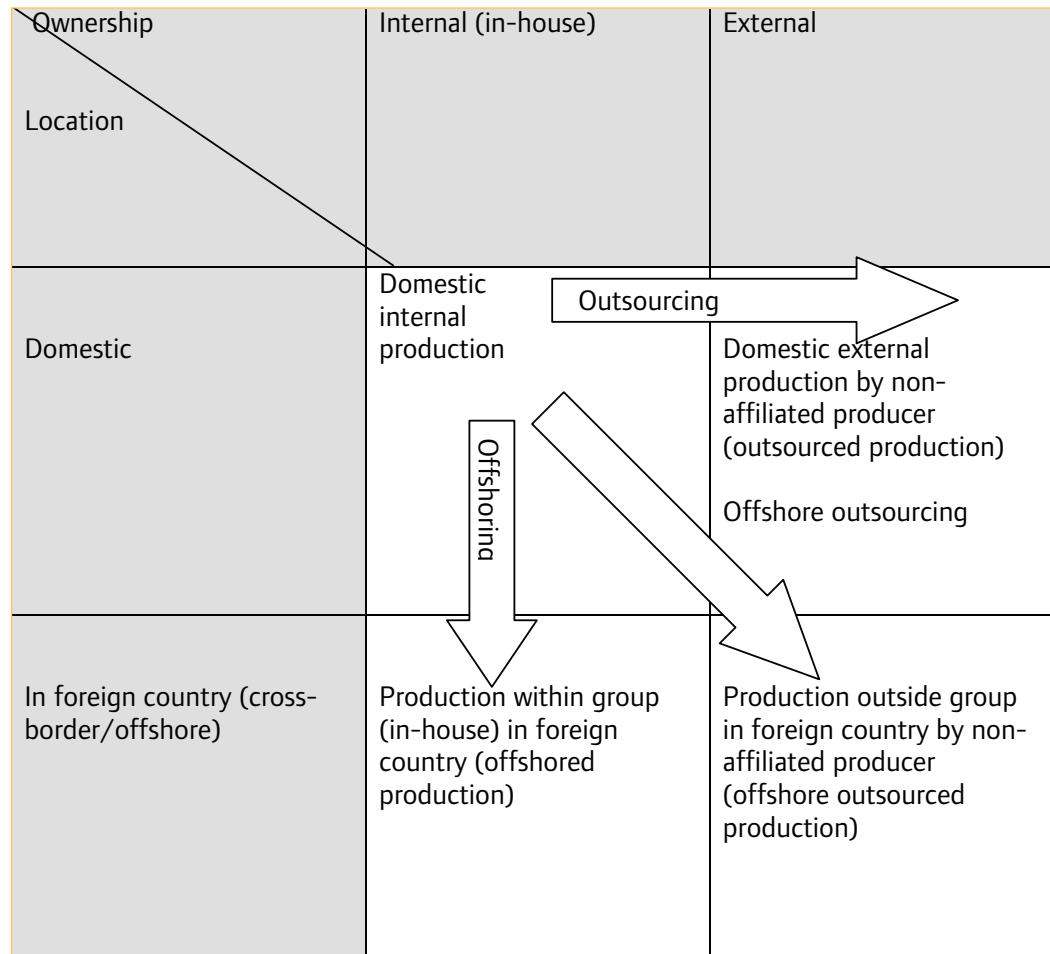 Ownership
Location
Internal (in-house)
External
Domestic
Domestic
internal
production
Outsourcing
Domestic external
production by non-
affiliated producer
(outsourced production)
Offshore outsourcing
Offshoring
In foreign country (cross-
border/offshore)
Production within group
(in-house) in foreign
country (offshored
production)
Production outside group
in foreign country by non-
affiliated producer
(offshore outsourced
production)